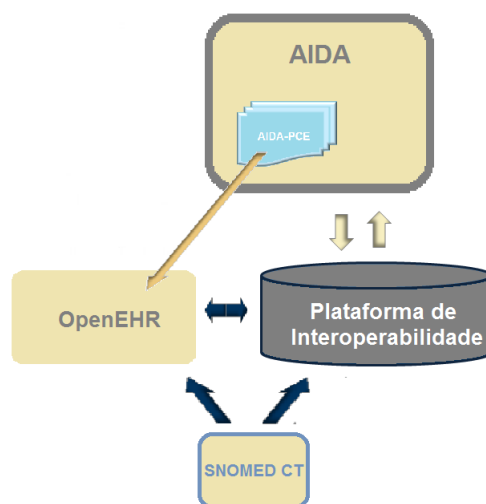 AIDA
AIDA-PCE
OpenEHR
Plataforma de
Interoperabilidade
SNOMED CT